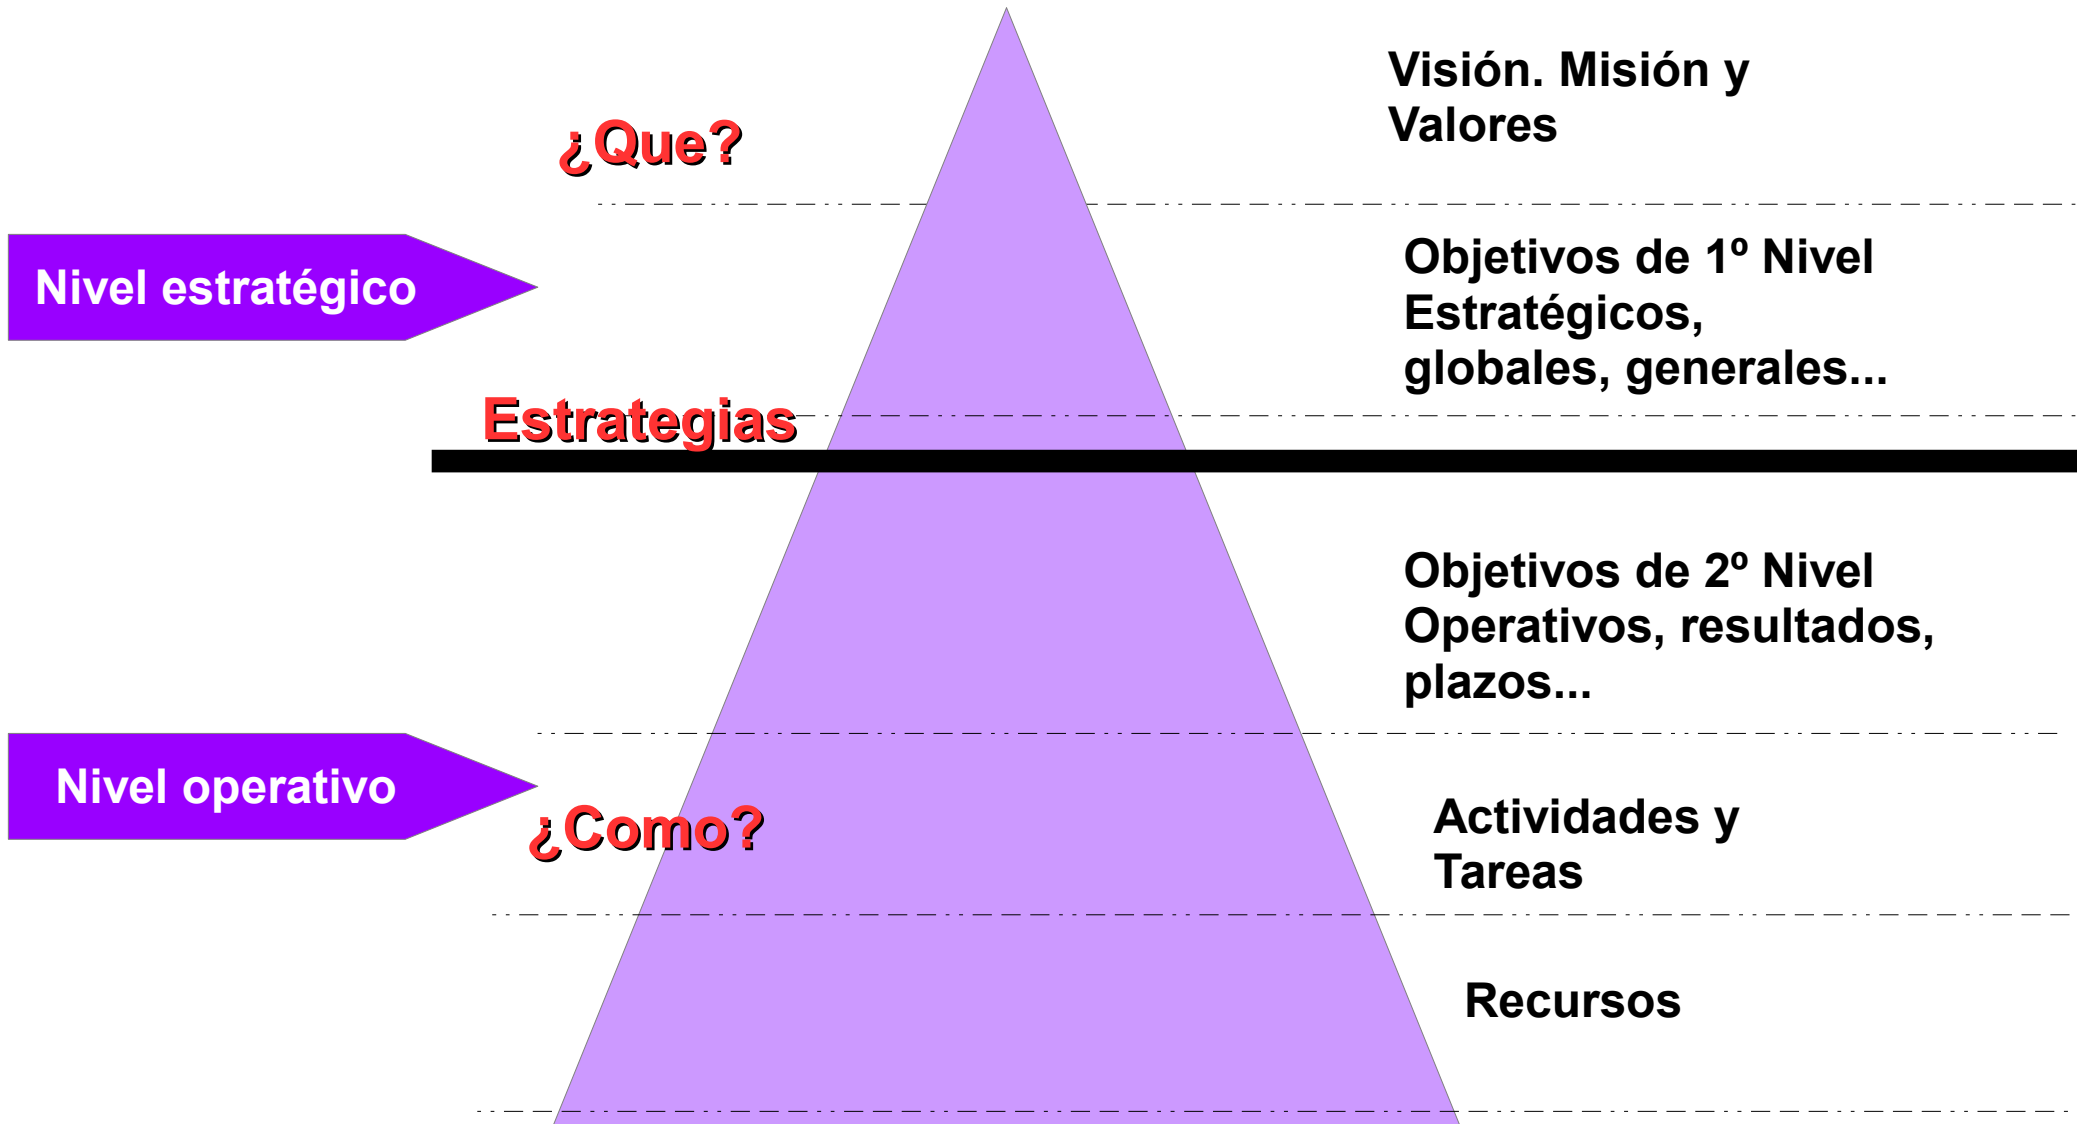 Visión. Misión y
Valores
¿Que?
Nivel estratégico
Objetivos de 1º Nivel
Estratégicos,
globales, generales...
Estrategias
Objetivos de 2º Nivel
Operativos, resultados,
plazos...
Nivel operativo
¿Como?
Actividades y
Tareas
Recursos